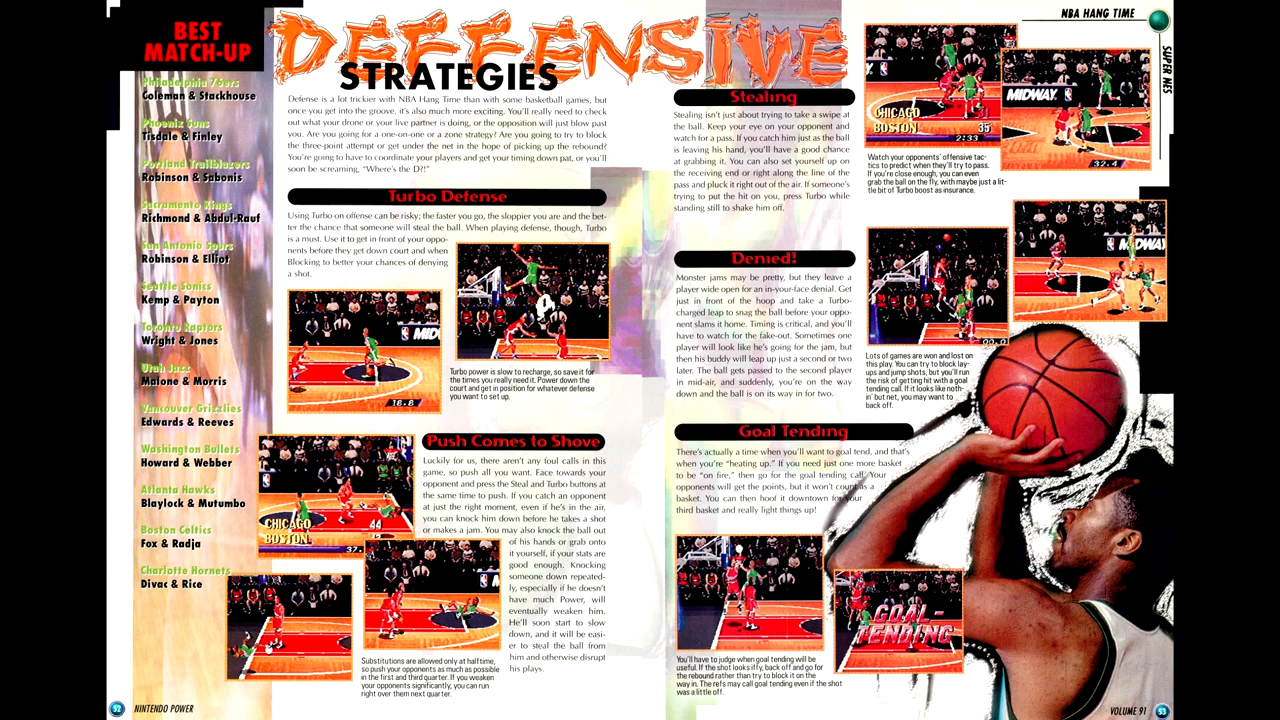 BEST
MATCH-UP
Philadelphia 76ers
Coleman & Stackhouse
Phoenix Suns
Tisdale & Finley
Portland Trailblazers
Robinson & Sabonis
Sacramento Kings
Richmond & Abdul-Rauf
San Antonio Spurs
Robinson & Elliot
Seattle Sonics
Kemp & Payton
Toronto Raptors
Wright & Jones
Utah Jazz
Malone & Morris
Vancouver Grizzlies
Edwards & Reeves
Washington Bullets
Howard & Webber
Atlanta Hawks
Blaylock & Mutumbo
Boston Celtics
Fox & Radja
Charlotte Hornets
Divac & Rice
DEFFENSIVE
STRATEGIES
Defense is a lot trickier with NBA Hang Time than with some basketball games, but
once you get into the groove, it's also much more exciting. You'll really need to check
out what your drone or your live partner is doing, or the opposition will just blow past
you. Are you going for a one-on-one or a zone strategy? Are you going to try to block
the three-point attempt or get under the net in the hope of picking up the rebound?
You're going to have to coordinate your players and get your timing down pat, or you'll
soon be screaming, "Where's the D?!"
Turbo Defense
Using Turbo on offense can be risky; the faster you go, the sloppier you are and the bet-
ter the chance that someone will steal the ball. When playing defense, though, Turbo
is a must. Use it to get in front of your oppo-
nents before they get down court and when
Blocking to better your chances of denying
a shot.
MIDW
18.8
Turbo power is slow to recharge, so save it for
the times you really need it. Power down the
court and get in position for whatever defense
you want to set up.
Push Comes to Shove
Luckily for us, there aren't any foul calls in this
game, so push all you want. Face towards your
opponent and press the Steal and Turbo buttons at
the same time to push. If you catch an opponent
at just the right moment, even if he's in the air,
you can knock him down before he takes a shot
or makes a jam. You may also knock the ball out
of his hands or grab onto
it yourself, if your stats are
good enough. Knocking
someone down repeated-
ly, especially if he doesn't
have much Power, will
eventually weaken him.
He'll soon start to slow
down, and it will be easi-
er to steal the ball from
him and otherwise disrupt
his plays.
CHICAGO
BOSTON
44
37.
Substitutions are allowed only at halftime,
so push your opponents as much as possible
in the first and third quarter. If you weaken
your opponents significantly, you can run
right over them next quarter.
52 NINTENDO POWER
NBA HANG TIME
SUPER NES
Stealing
Stealing isn't just about trying to take a swipe at
the ball. Keep your eye on your opponent and
watch for a pass. If you catch him just as the ball
is leaving his hand, you'll have a good chance
at grabbing it. You can also set yourself up on
the receiving end or right along the line of the
pass and pluck it right out of the air. If someone's
trying to put the hit on you, press Turbo while
standing still to shake him off.
CHICAGO
BOSTON 35
2:33
MIDWAY.
32.4
Watch your opponents' offensive tac-
tics to predict when they'll try to pass.
If you're close enough, you can even
grab the ball on the fly, with maybe just a lit-
tle bit of Turbo boost as insurance.
Denied!
Monster jams may be pretty, but they leave a
player wide open for an in-your-face denial. Get
just in front of the hoop and take a Turbo-
charged leap to snag the ball before your oppo-
nent slams it home. Timing is critical, and you'll
have to watch for the fake-out. Sometimes one
player will look like he's going for the jam, but
then his buddy will leap up just a second or two
later. The ball gets passed to the second player
in mid-air, and suddenly, you're on the way
down and the ball is on its way in for two.
00.0
MIDWAY
Lots of games are won and lost on
this play. You can try to block lay-
ups and jump shots, but you'll run
the risk of getting hit with a goal
tending call. If it looks like noth-
in' but net, you may want to
back off.
Goal Tending
There's actually a time when you'll want to goal tend, and that's
when you're "heating up." If you need just one more basket
to be "on fire," then go for the goal tending call. Your
opponents will get the points, but it won't count as a
basket. You can then hoof it downtown for your
third basket and really light things up!
GOAL-
TENDING
You'll have to judge when goal tending will be
useful. If the shot looks iffy, back off and go for
the rebound rather than try to block it on the
way in. The refs may call goal tending even if the shot
was a little off.
VOLUME 91 53